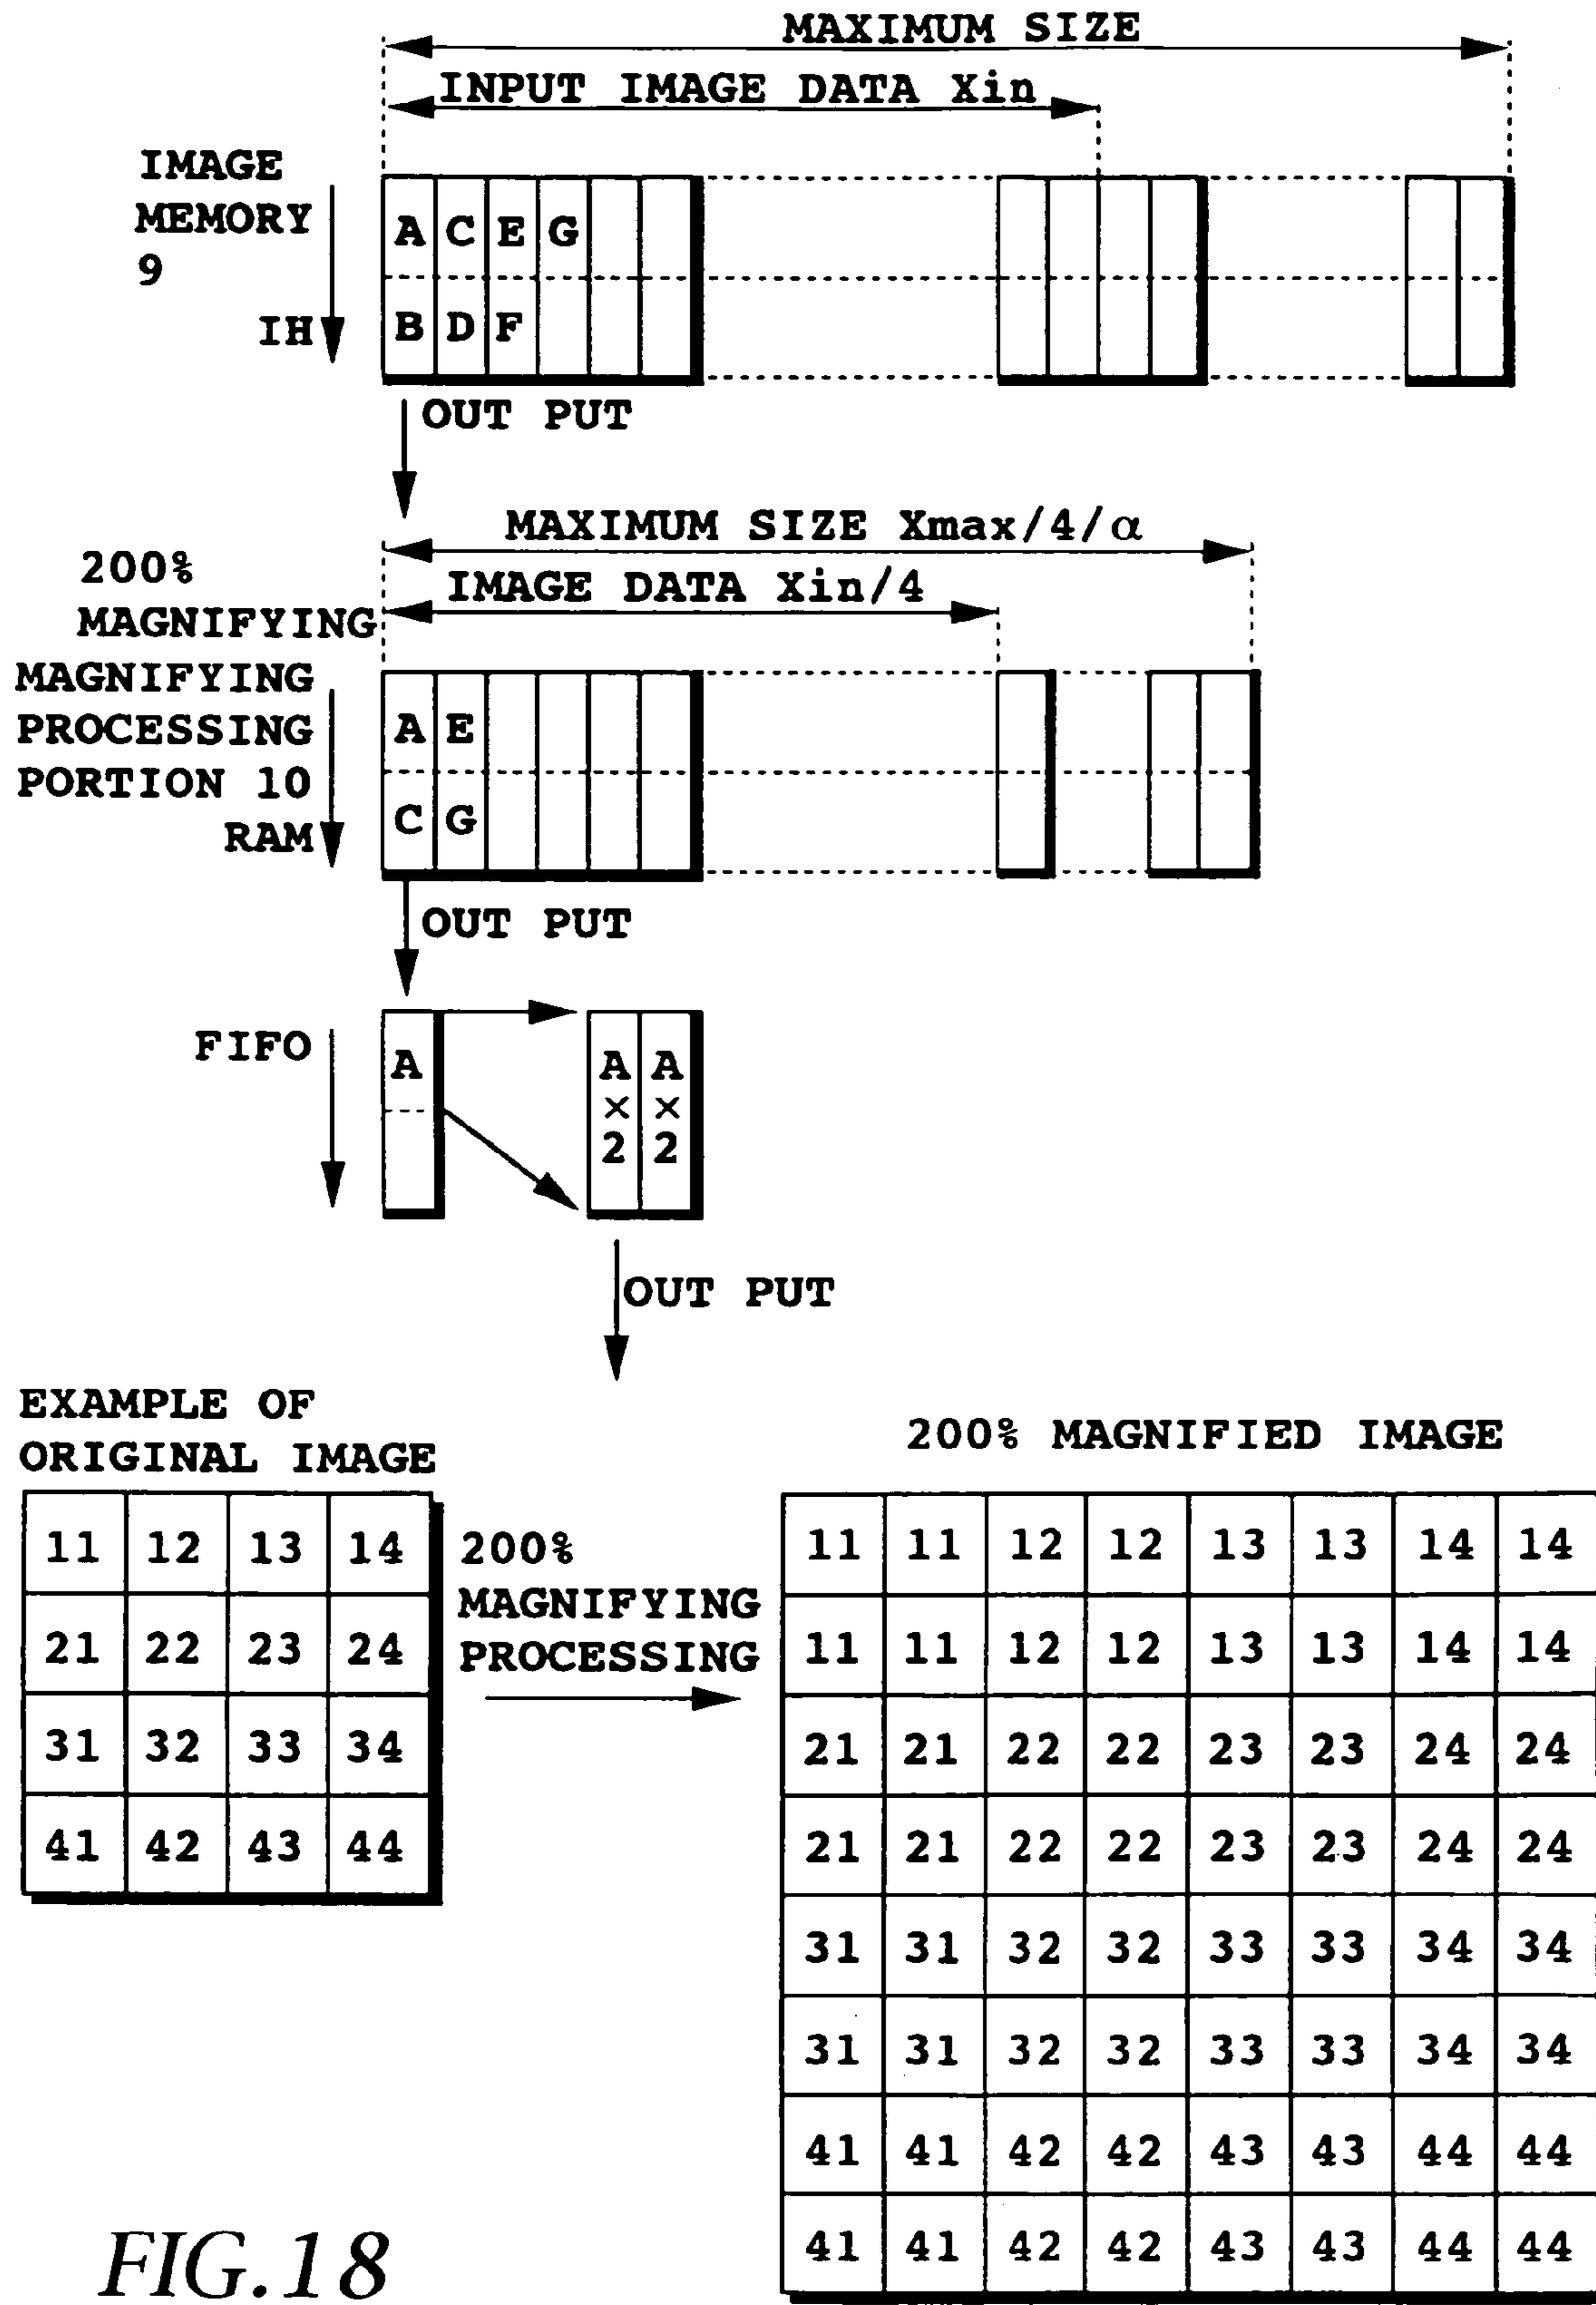 MAXIMUM SIZE
INPUT IMAGE DATA Xin
IMAGE
MEMORY
9
IH
A C E G
B D F
OUT PUT
MAXIMUM SIZE Xmax/4/α
IMAGE DATA Xin/4
200%
MAGNIFYING
MAGNIFYING
PROCESSING
PORTION 10
RAM
A E
C G
OUT PUT
FIFO
A
A A
× ×
2 2
OUT PUT
EXAMPLE OF
ORIGINAL IMAGE
11 12 13 14
21 22 23 24
31 32 33 34
41 42 43 44
200%
MAGNIFYING
PROCESSING
200% MAGNIFIED IMAGE
11 11 12 12 13 13 14 14
11 11 12 12 13 13 14 14
21 21 22 22 23 23 24 24
21 21 22 22 23 23 24 24
31 31 32 32 33 33 34 34
31 31 32 32 33 33 34 34
41 41 42 42 43 43 44 44
41 41 42 42 43 43 44 44
FIG.18